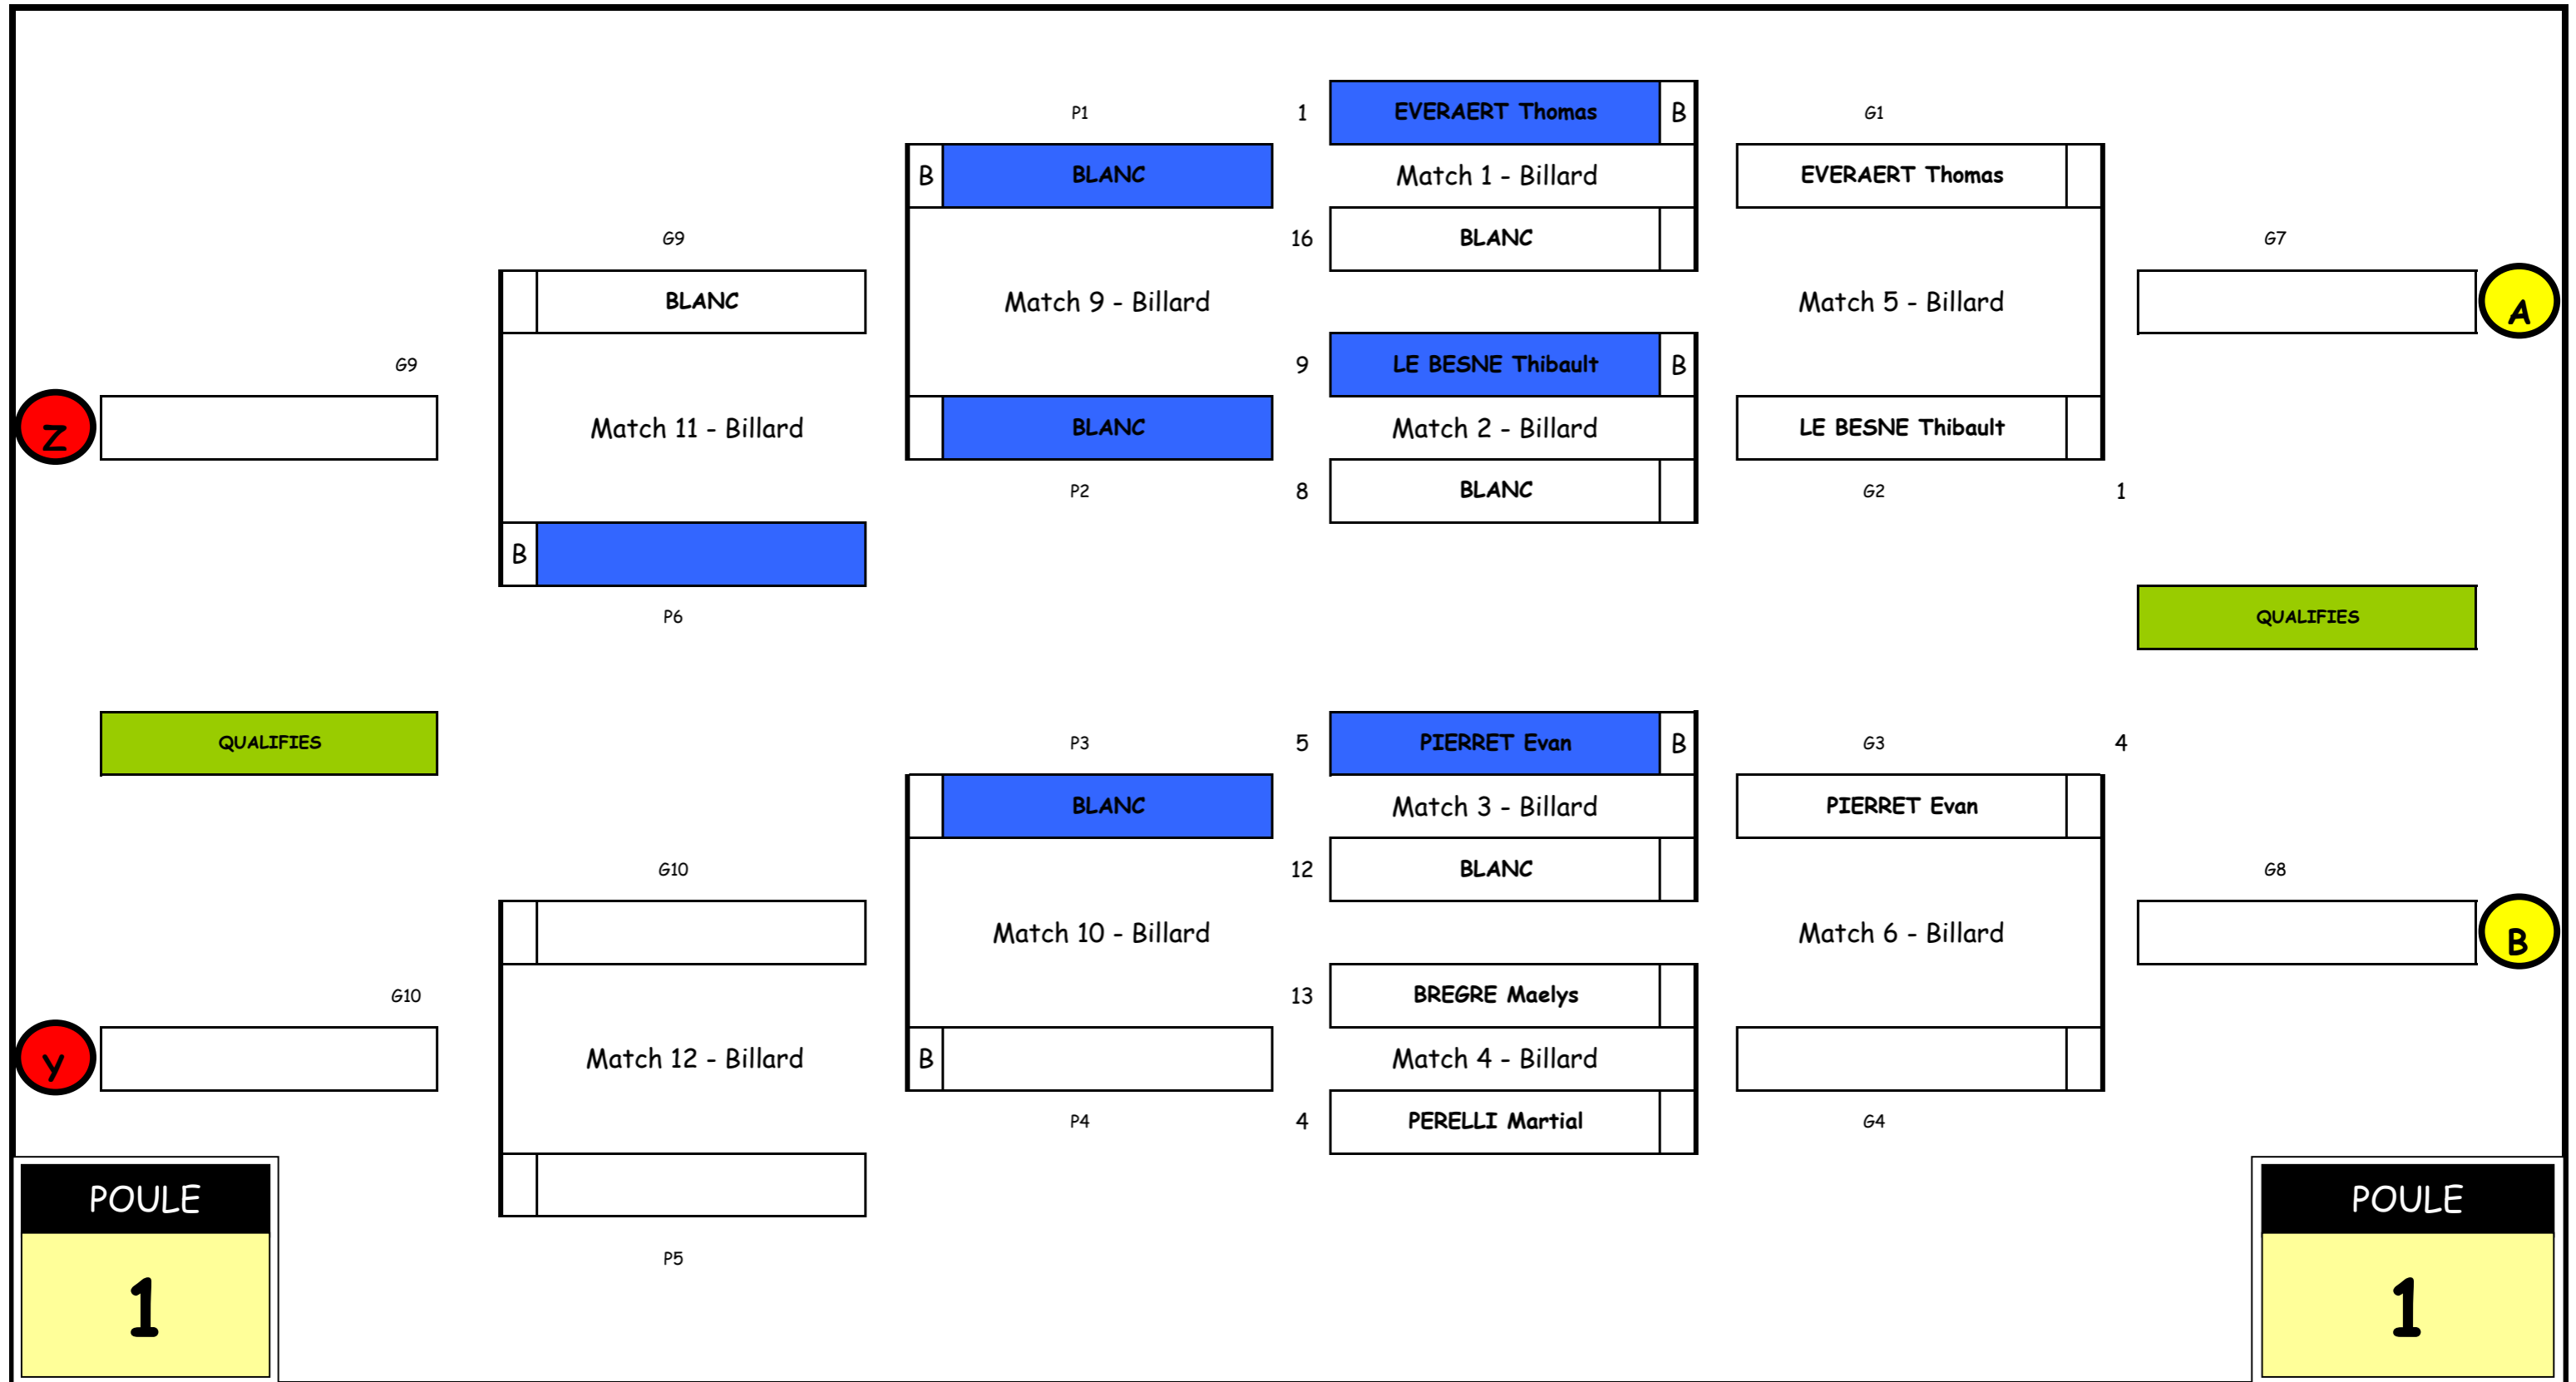 P1
1
EVERAERT Thomas
B
G1
B
BLANC
Match 1 - Billard
EVERAERT Thomas
G9
16
BLANC
G7
BLANC
Match 9 - Billard
Match 5 - Billard
A
G9
9
LE BESNE Thibault
B
Z
Match 11 - Billard
BLANC
Match 2 - Billard
LE BESNE Thibault
P2
8
BLANC
G2
1
B
P6
QUALIFIES
QUALIFIES
P3
5
PIERRET Evan
B
G3
4
BLANC
Match 3 - Billard
PIERRET Evan
G10
12
BLANC
G8
Match 10 - Billard
Match 6 - Billard
B
G10
13
BREGRE Maelys
Y
Match 12 - Billard
B
Match 4 - Billard
P4
4
PERELLI Martial
G4
POULE
POULE
P5
1
1